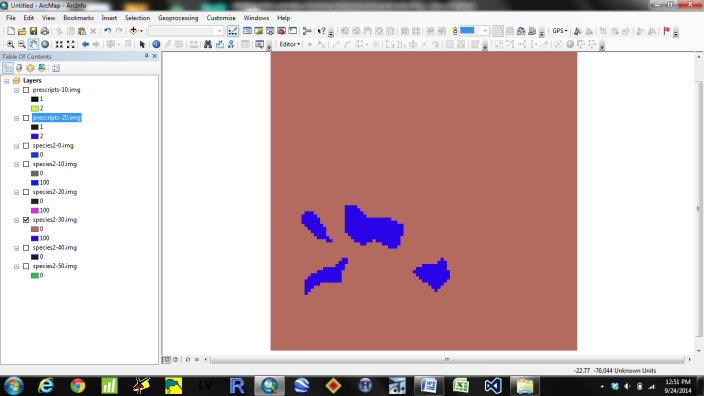 Untitled - ArcMap - ArcInfo
File Edit View Bookmarks Insert Selection Geoprocessing Customize Windows Help
Editor
GPS
Table Of Contents
Layers
prescripts-10.img
1
2
prescripts-20.img
1
2
species2-0.img
0
species2-10.img
0
100
species2-20.img
0
100
species2-30.img
0
100
species2-40.img
0
species2-50.img
0
-22.77 -76.044 Unknown Units
LV
R
12:51 PM
9/24/2014